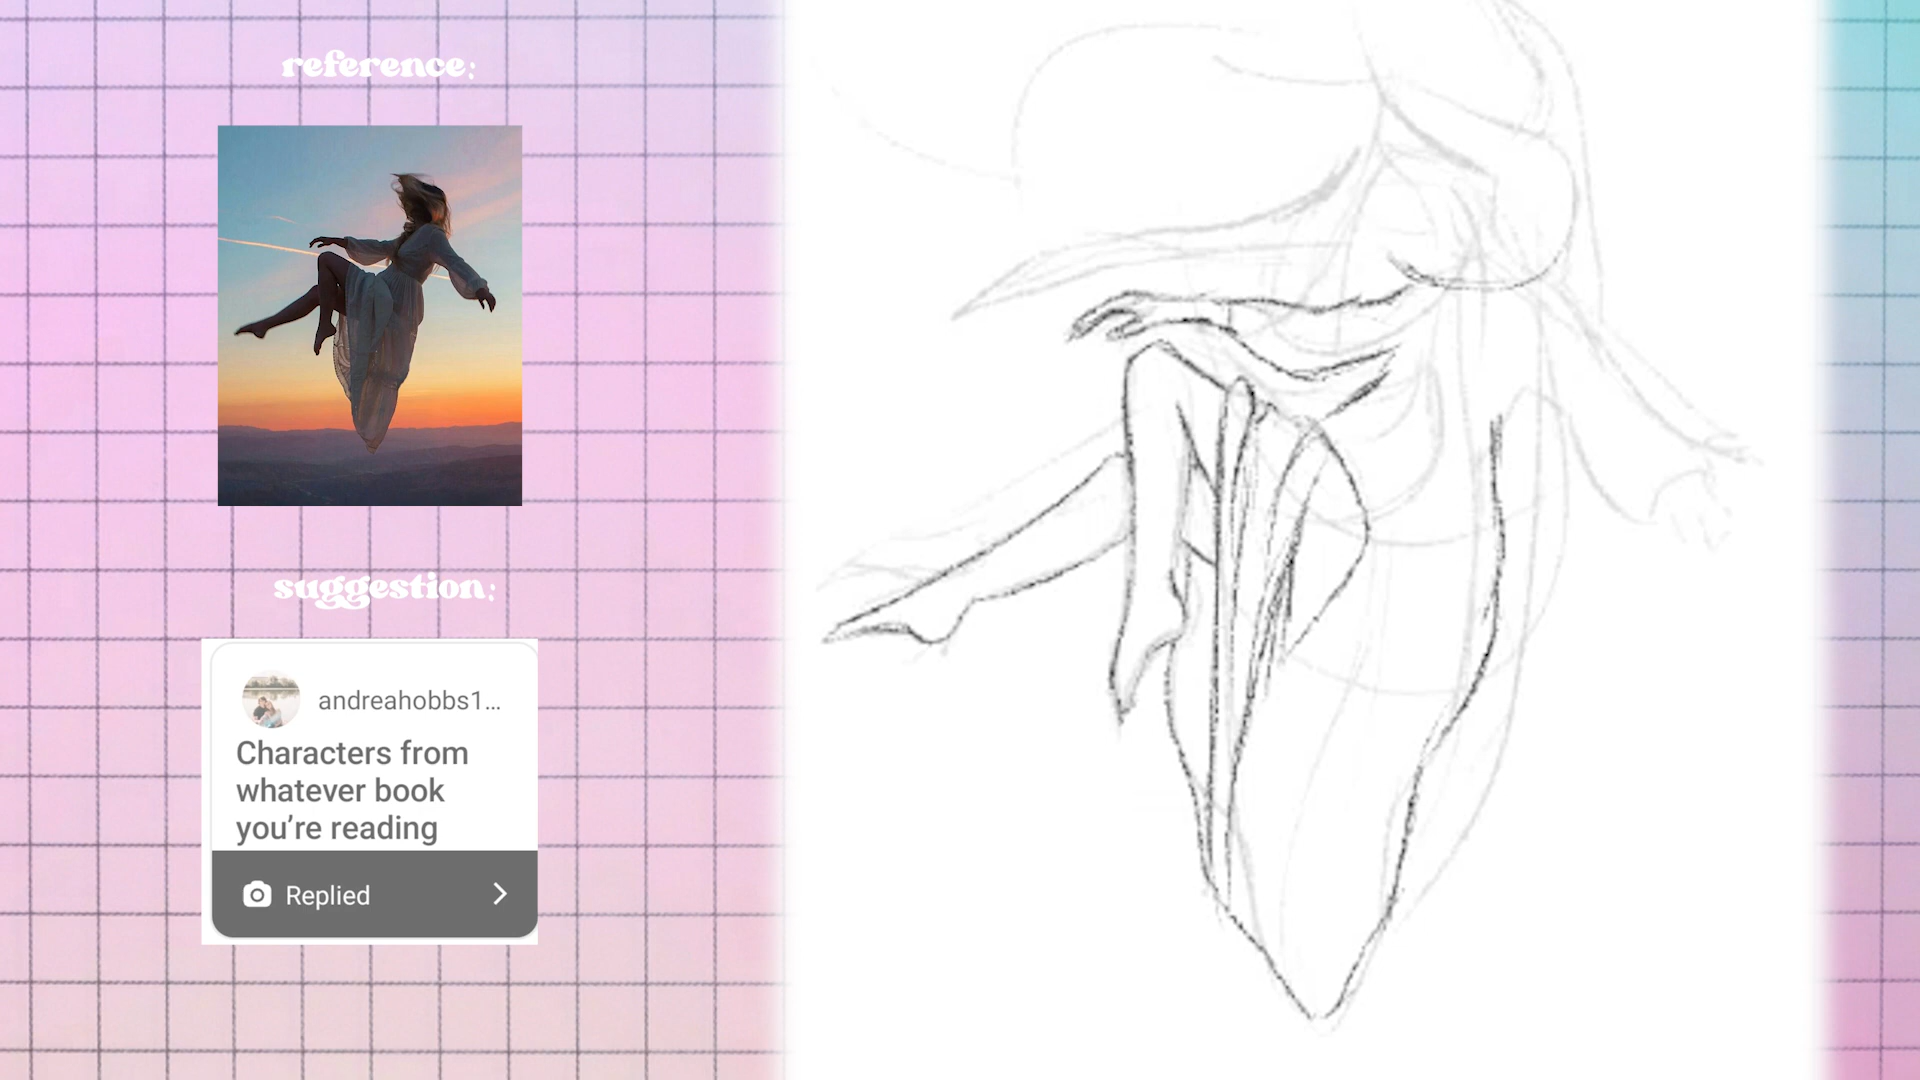 reference:
suggestion:
andreahobbs1...
Characters from
whatever book
you're reading
Replied